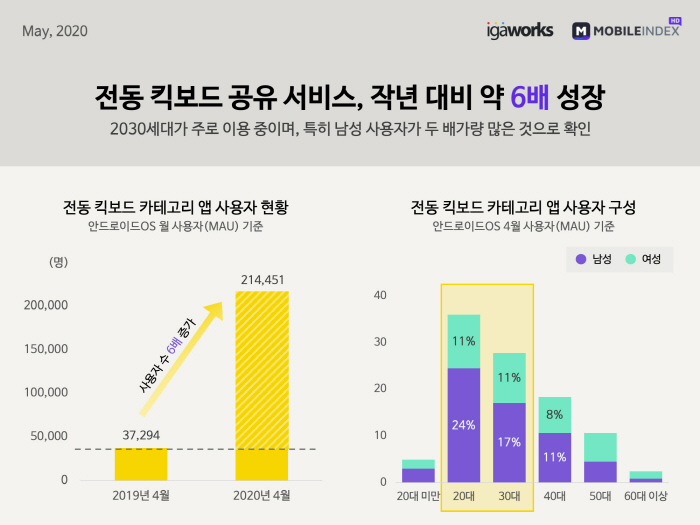 May, 2020
igaworks
MOBILEINDEX HD
전동 킥보드 공유 서비스, 작년 대비 약 6배 성장
2030세대가 주로 이용 중이며, 특히 남성 사용자가 두 배가량 많은 것으로 확인
전동 킥보드 카테고리 앱 사용자 현황
안드로이드OS 월 사용자(MAU) 기준
(명)
200,000
150,000
100,000
50,000
0
214,451
사용자 수 6배 증가
37,294
2019년 4월
2020년 4월
전동 킥보드 카테고리 앱 사용자 구성
안드로이드OS 4월 사용자(MAU) 기준
남성
여성
40
30
20
10
0
11%
24%
11%
17%
8%
11%
20대 미만
20대
30대
40대
50대
60대 이상